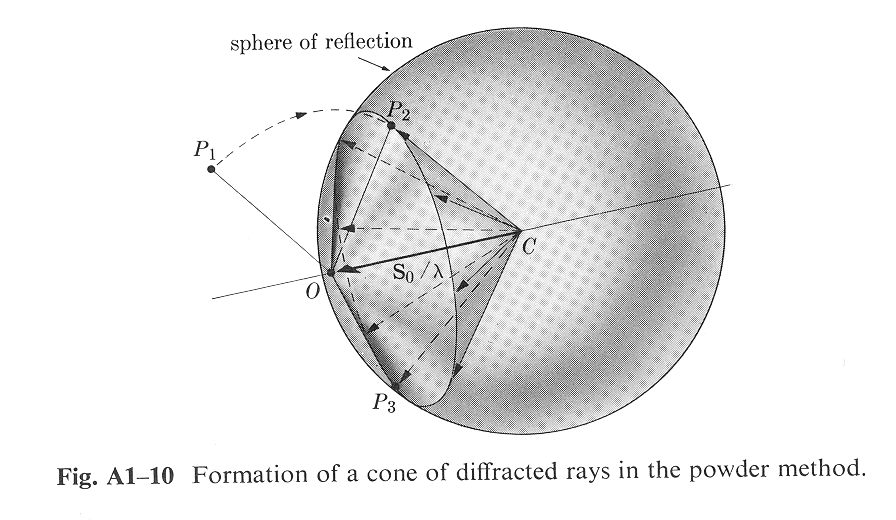 sphere of reflection
P2
P1
C
S0 /λ
O
P3
Fig. A1–10 Formation of a cone of diffracted rays in the powder method.